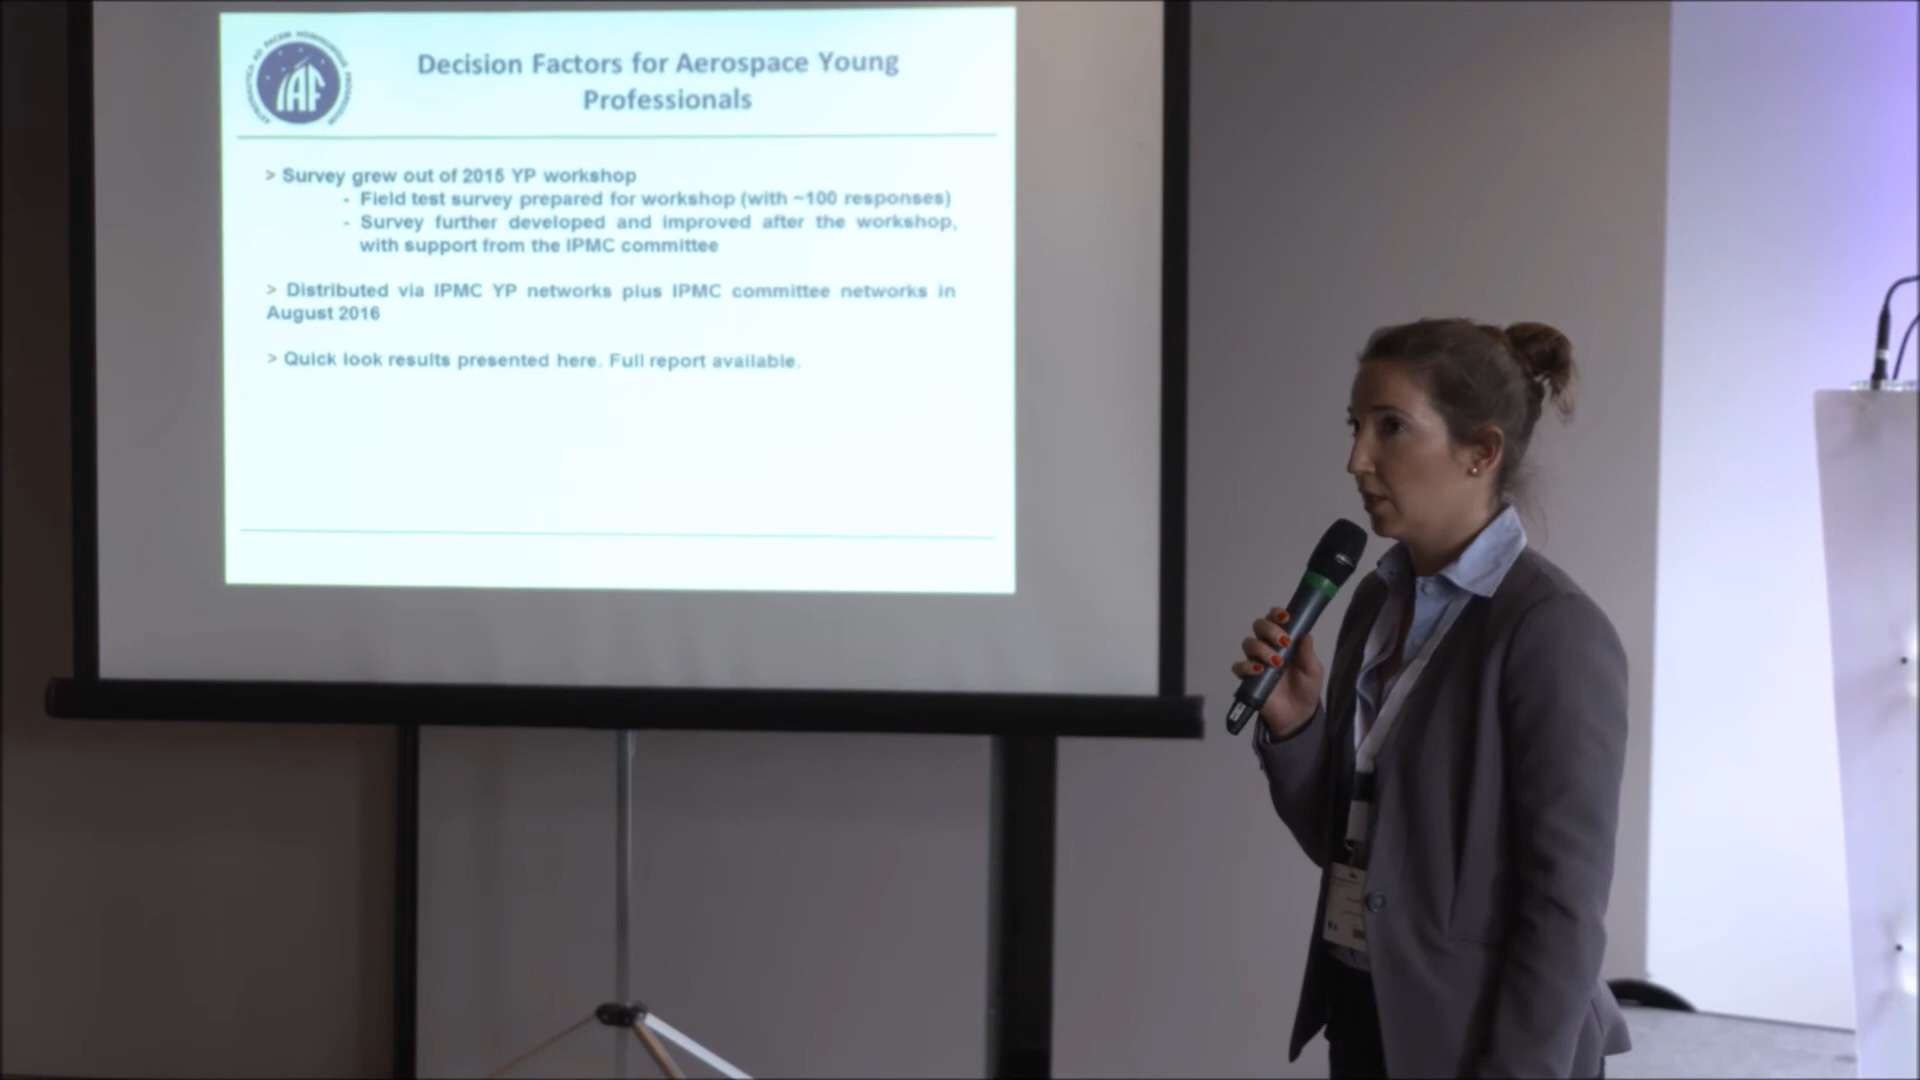 IAF
Decision Factors for Aerospace Young
Professionals
> Survey grew out of 2015 YP workshop
- Field test survey prepared for workshop (with ~100 responses)
- Survey further developed and improved after the workshop,
with support from the IPMC committee
> Distributed via IPMC YP networks plus IPMC committee networks in
August 2016
> Quick look results presented here. Full report available.